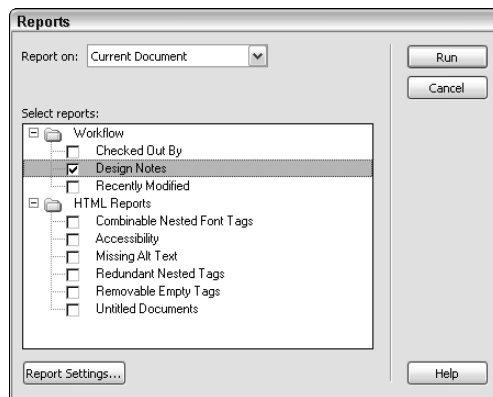 Reports
Report on: Current Document
Run
Cancel
Select reports:
Workflow
Checked Out By
Design Notes
Recently Modified
HTML Reports
Combinable Nested Font Tags
Accessibility
Missing Alt Text
Redundant Nested Tags
Removable Empty Tags
Untitled Documents
Report Settings...
Help